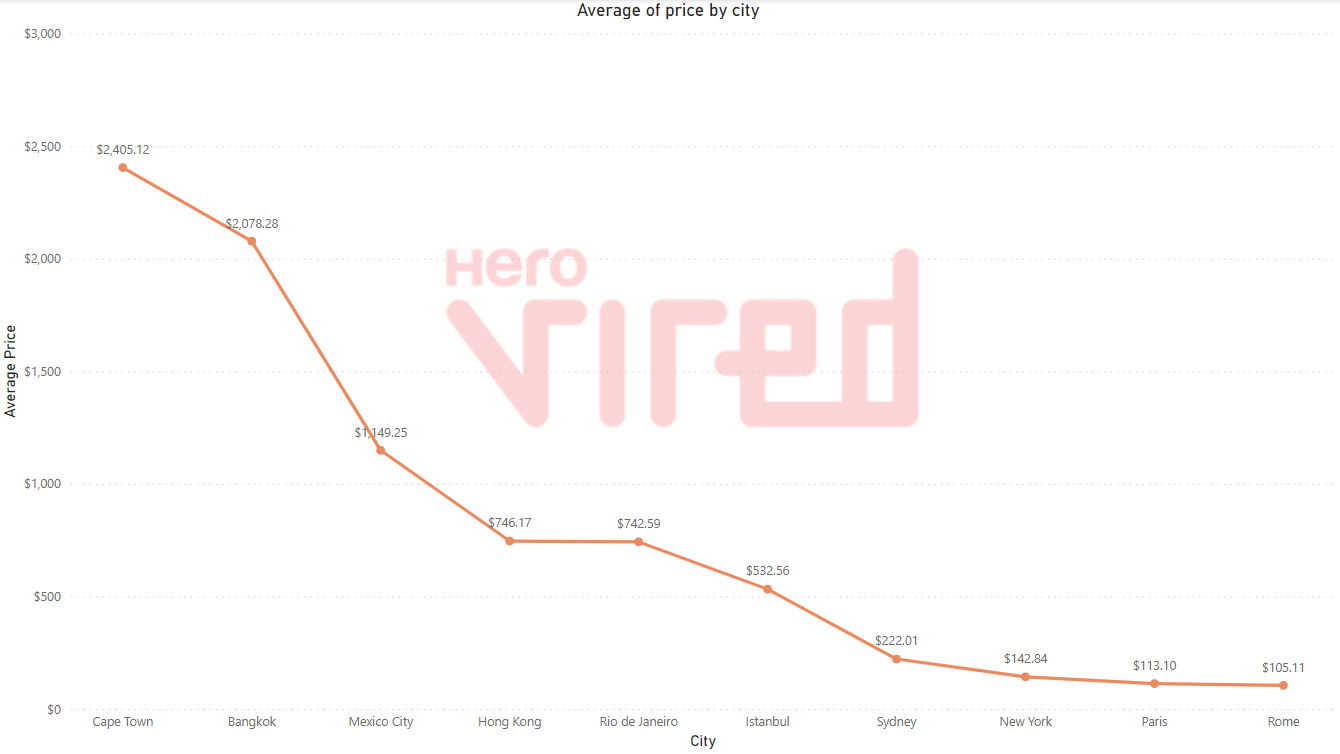 Average of price by city
$3,000
$2,500
$2,000
$1,500
$1,000
$500
$0
Average Price
$2,405.12
$2,078.28
$1,149.25
$746.17
$742.59
$532.56
$222.01
$142.84
$113.10
$105.11
Hero
vired
Cape Town
Bangkok
Mexico City
Hong Kong
Rio de Janeiro
Istanbul
Sydney
New York
Paris
Rome
City